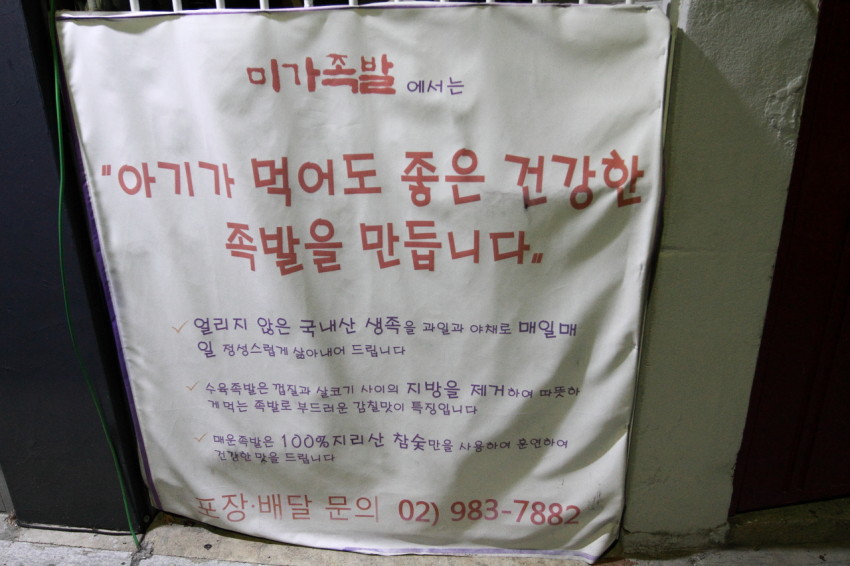 미가족발 에서는
"아기가 먹어도 좋은 건강한
족발을 만듭니다"
얼리지 않은 국내산 생족을 과일과 야채로 매일매
일 정성스럽게 삶아내어 드립니다
수육족발은 껍질과 살코기 사이의 지방을 제거하여 따뜻하
게 먹는 족발로 부드러운 감칠맛이 특징입니다
매운족발은 100%지리산 참숯만을 사용하여 훈연하여
건강한 맛을 드립니다
포장·배달 문의 02) 983-7882